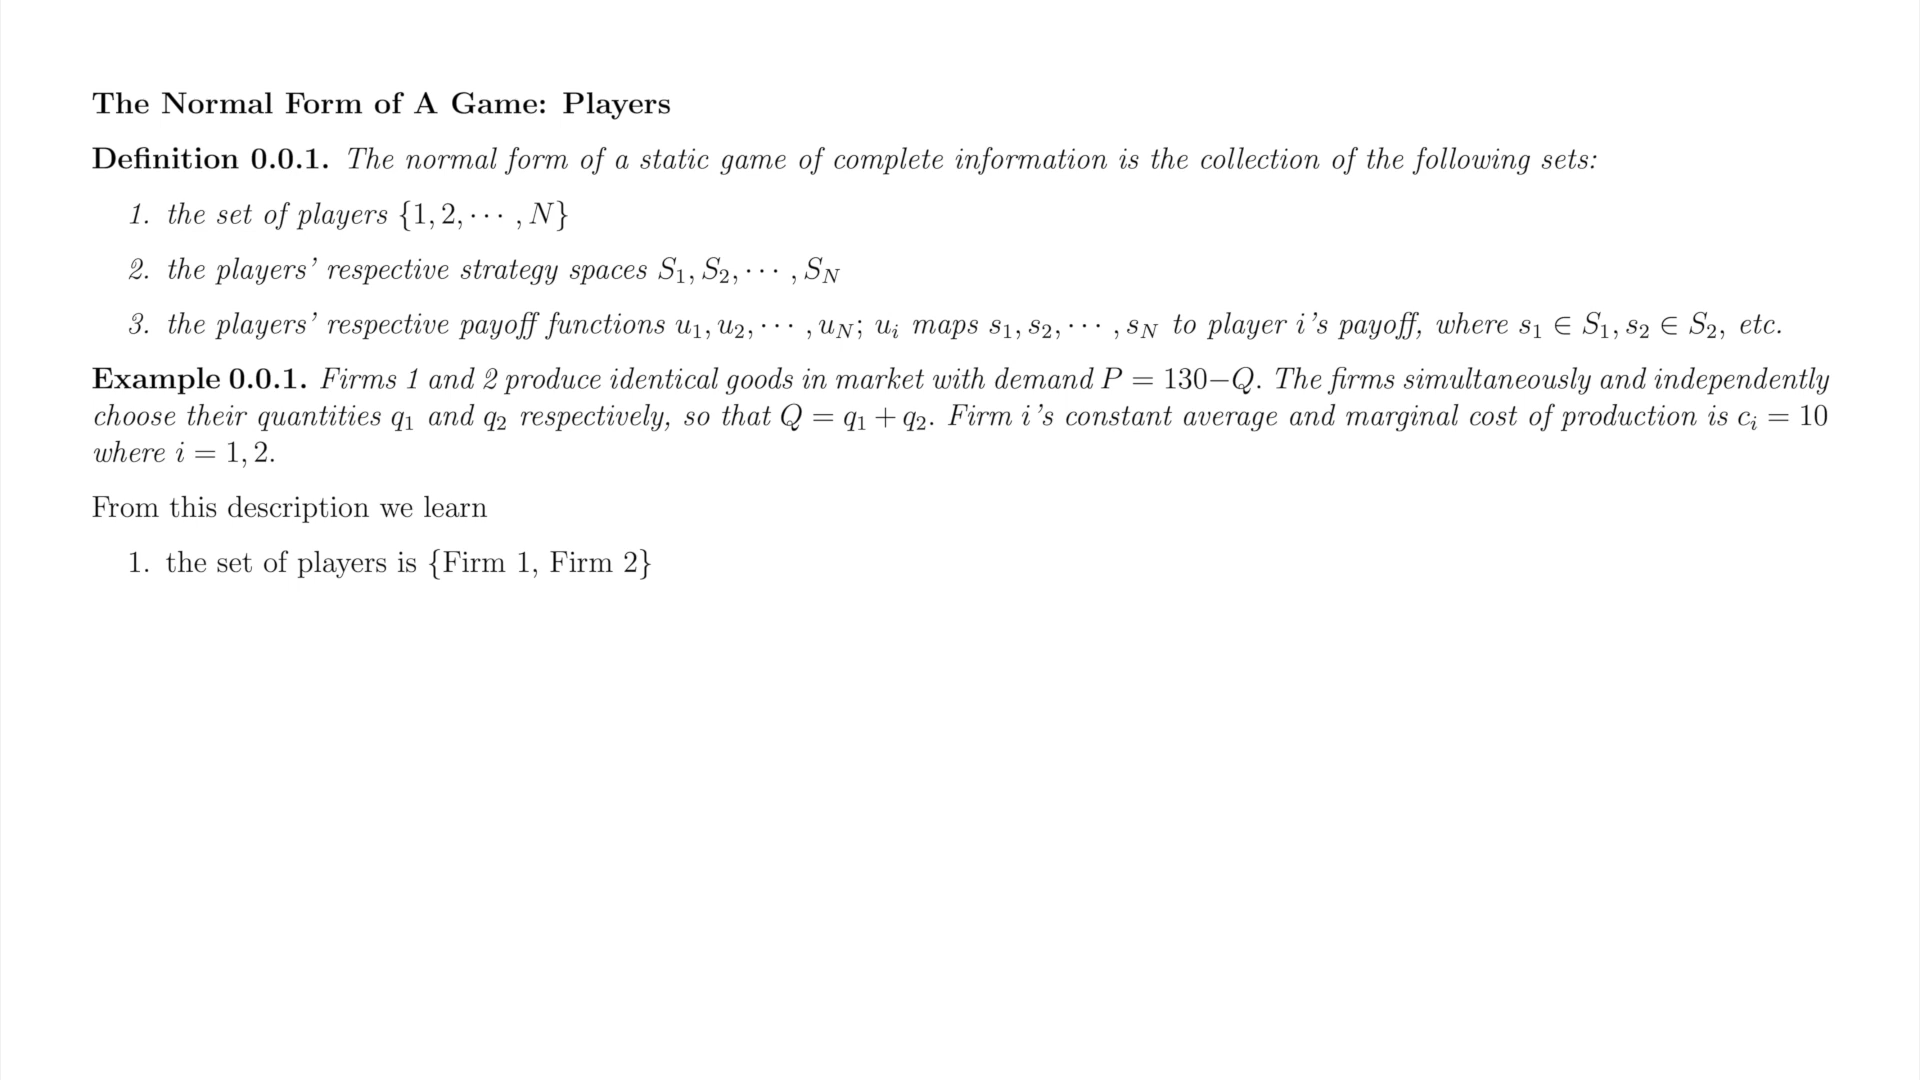 The Normal Form of A Game: Players
Definition 0.0.1. The normal form of a static game of complete information is the collection of the following sets:
1. the set of players {1, 2, ⋯ , N}
2. the players’ respective strategy spaces S₁, S₂, ⋯ , S_N
3. the players’ respective payoff functions u₁, u₂, ⋯ , u_N; uᵢ maps s₁, s₂, ⋯ , s_N to player i’s payoff, where s₁ ∈ S₁, s₂ ∈ S₂, etc.
Example 0.0.1. Firms 1 and 2 produce identical goods in market with demand P = 130−Q. The firms simultaneously and independently
choose their quantities q₁ and q₂ respectively, so that Q = q₁ + q₂. Firm i’s constant average and marginal cost of production is cᵢ = 10
where i = 1, 2.
From this description we learn
1. the set of players is {Firm 1, Firm 2}